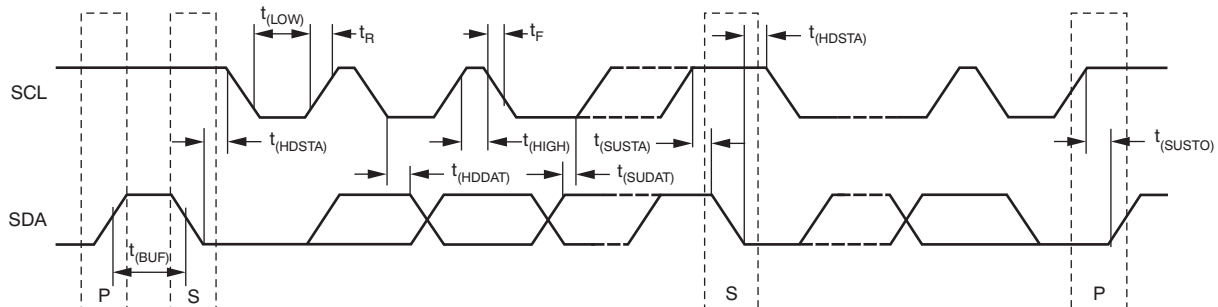 t(LOW)
tR
tF
t(HDSTA)
SCL
t(HDSTA)
t(HIGH)
t(SUSTA)
t(SUSTO)
t(HDDAT)
t(SUDAT)
SDA
t(BUF)
P
S
S
P